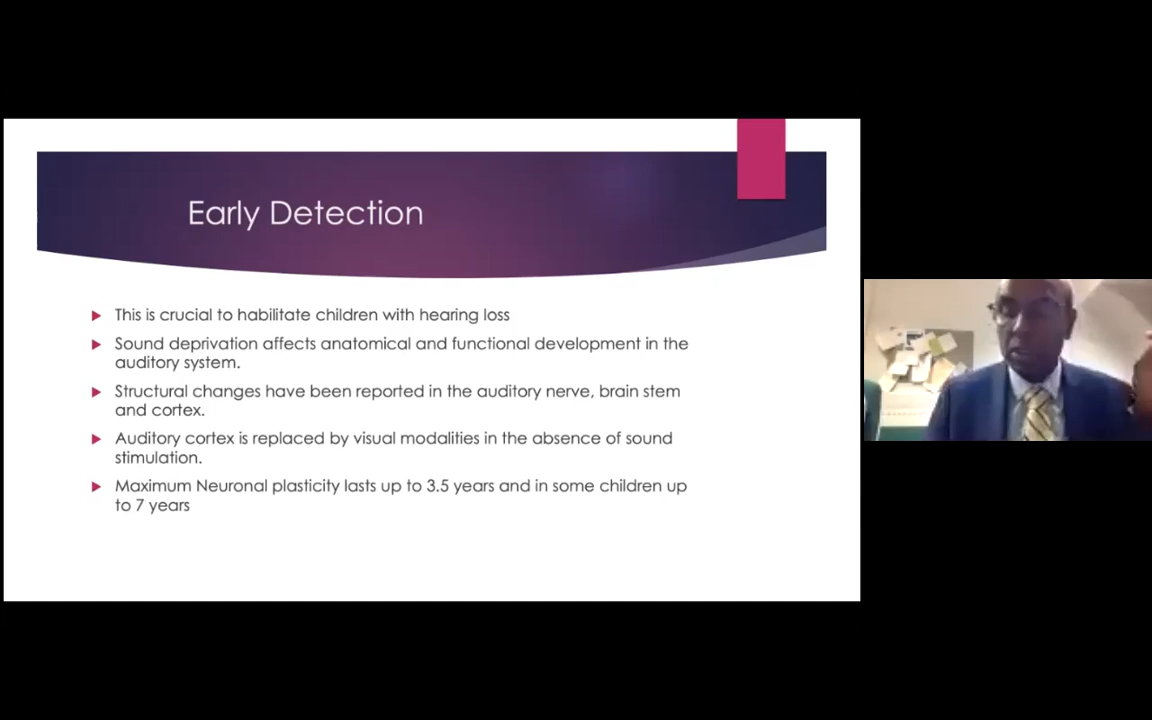 Early Detection
This is crucial to habilitate children with hearing loss
Sound deprivation affects anatomical and functional development in the
auditory system.
Structural changes have been reported in the auditory nerve, brain stem
and cortex.
Auditory cortex is replaced by visual modalities in the absence of sound
stimulation.
Maximum Neuronal plasticity lasts up to 3.5 years and in some children up
to 7 years